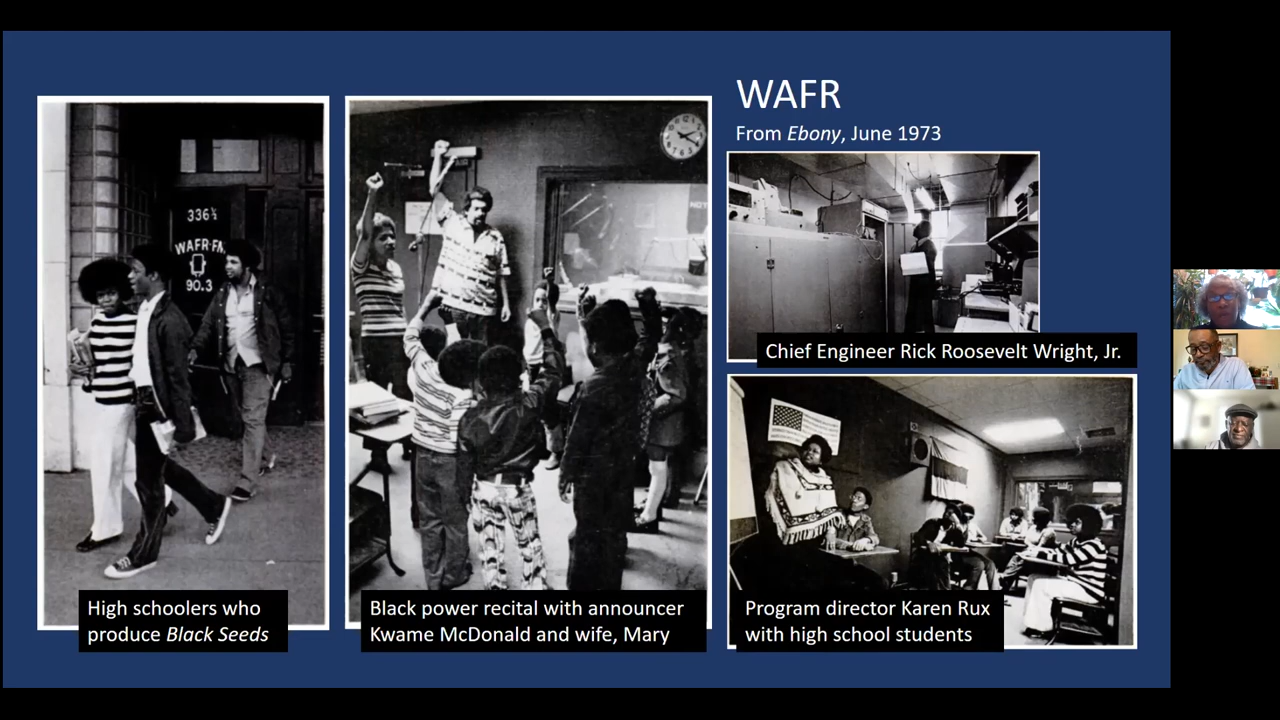 WAFR
From Ebony, June 1973
336½
WAFR-FM
90.3
High schoolers who
produce Black Seeds
Black power recital with announcer
Kwame McDonald and wife, Mary
Chief Engineer Rick Roosevelt Wright, Jr.
Program director Karen Rux
with high school students